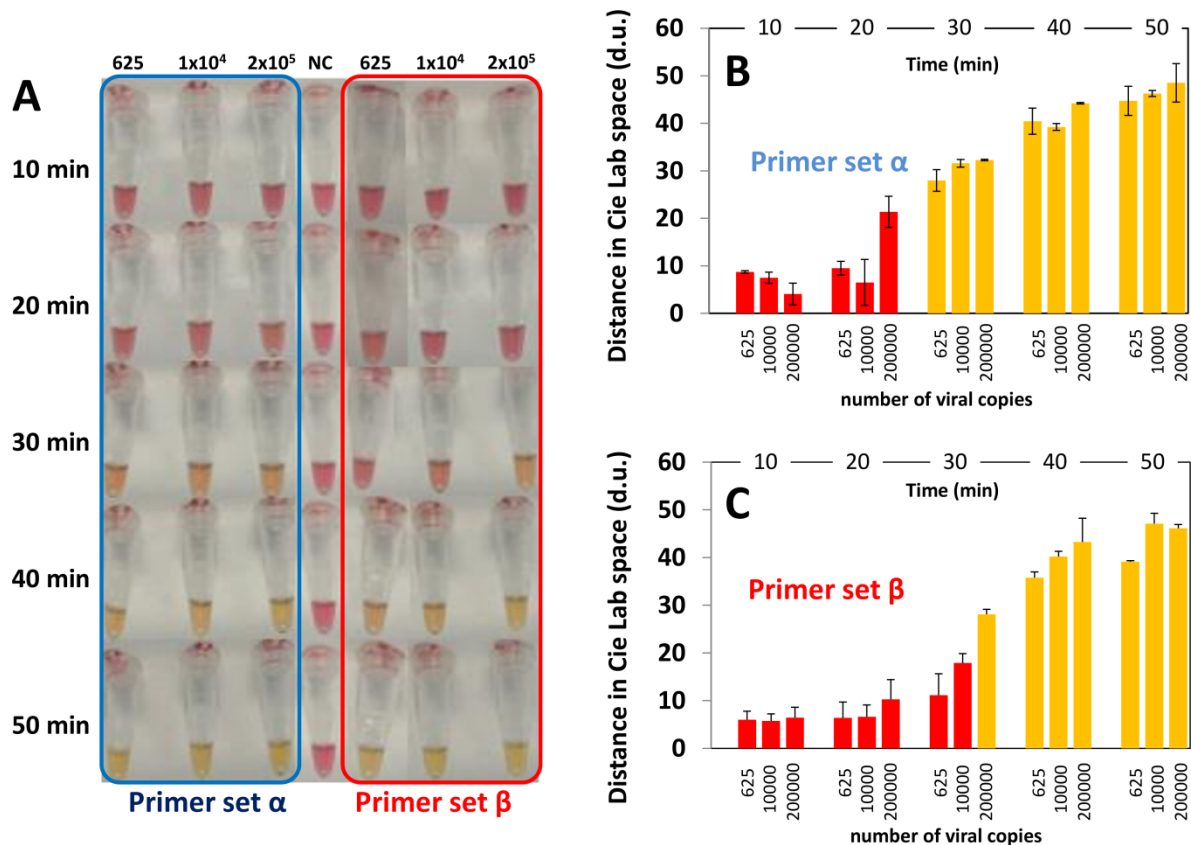 A
625 1x10⁴ 2x10⁵ NC 625 1x10⁴ 2x10⁵
10 min
20 min
30 min
40 min
50 min
Primer set α Primer set β
B
Distance in Cie Lab space (d.u.)
60
50
40
30
20
10
0
10 20 30 40 50
Time (min)
Primer set α
625 10000 200000 625 10000 200000 625 10000 200000 625 10000 200000 625 10000 200000
number of viral copies
C
Distance in Cie Lab space (d.u.)
60
50
40
30
20
10
0
10 20 30 40 50
Time (min)
Primer set β
625 10000 200000 625 10000 200000 625 10000 200000 625 10000 200000 625 10000 200000
number of viral copies